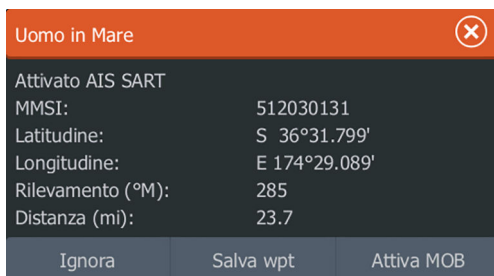 Uomo in Mare
Attivato AIS SART
MMSI: 512030131
Latitudine: S 36°31.799'
Longitudine: E 174°29.089'
Rilevamento (°M): 285
Distanza (mi): 23.7
Ignora Salva wpt Attiva MOB